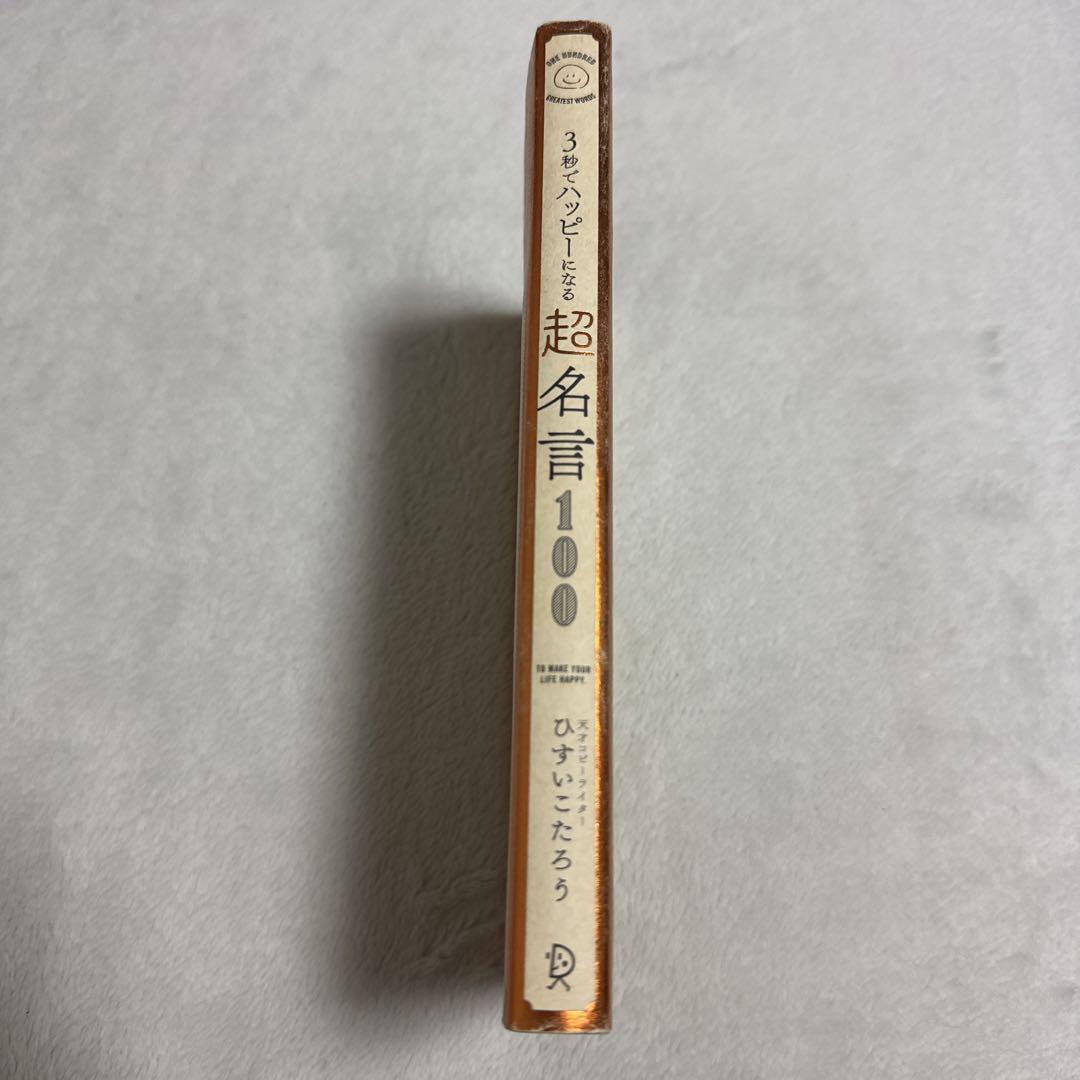 ONE HUNDRED
GREATEST WORDS
3秒でハッピーになる
超名言100
TO MAKE YOUR
LIFE HAPPY.
天才コピーライター
ひすいこたろう